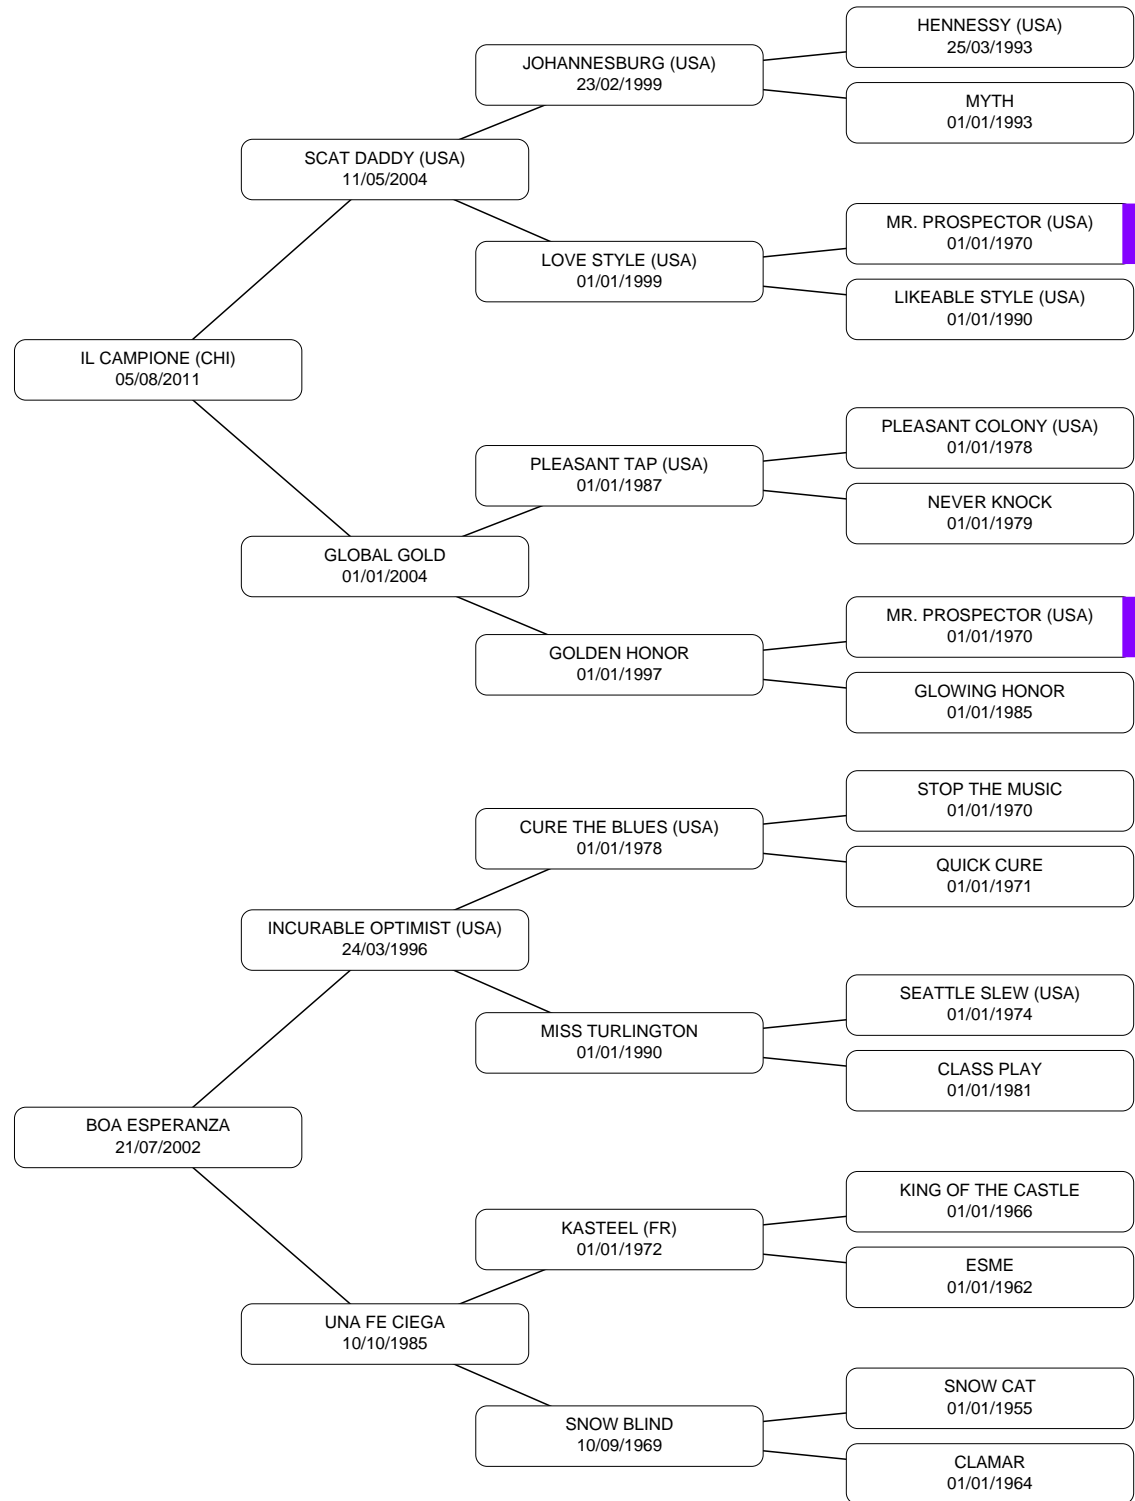 HENNESSY (USA)
25/03/1993
JOHANNESBURG (USA)
23/02/1999
MYTH
01/01/1993
SCAT DADDY (USA)
11/05/2004
MR. PROSPECTOR (USA)
01/01/1970
LOVE STYLE (USA)
01/01/1999
LIKEABLE STYLE (USA)
01/01/1990
IL CAMPIONE (CHI)
05/08/2011
PLEASANT COLONY (USA)
01/01/1978
PLEASANT TAP (USA)
01/01/1987
NEVER KNOCK
01/01/1979
GLOBAL GOLD
01/01/2004
MR. PROSPECTOR (USA)
01/01/1970
GOLDEN HONOR
01/01/1997
GLOWING HONOR
01/01/1985
STOP THE MUSIC
01/01/1970
CURE THE BLUES (USA)
01/01/1978
QUICK CURE
01/01/1971
INCURABLE OPTIMIST (USA)
24/03/1996
SEATTLE SLEW (USA)
01/01/1974
MISS TURLINGTON
01/01/1990
CLASS PLAY
01/01/1981
BOA ESPERANZA
21/07/2002
KING OF THE CASTLE
01/01/1966
KASTEEL (FR)
01/01/1972
ESME
01/01/1962
UNA FE CIEGA
10/10/1985
SNOW CAT
01/01/1955
SNOW BLIND
10/09/1969
CLAMAR
01/01/1964